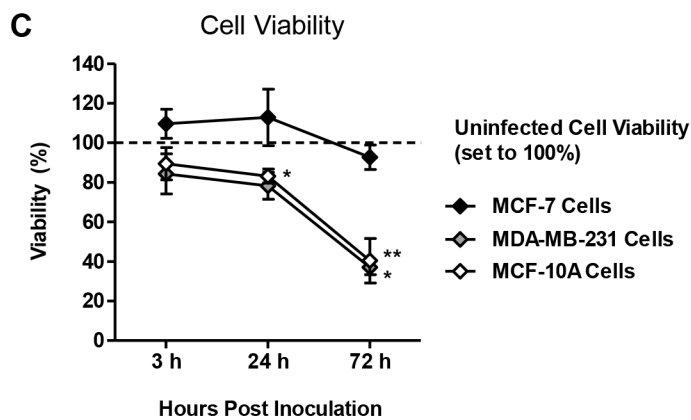 C
Cell Viability
140
120
100
80
60
40
20
0
Viability (%)
*
**
*
3 h 24 h 72 h
Hours Post Inoculation
Uninfected Cell Viability
(set to 100%)
MCF-7 Cells
MDA-MB-231 Cells
MCF-10A Cells